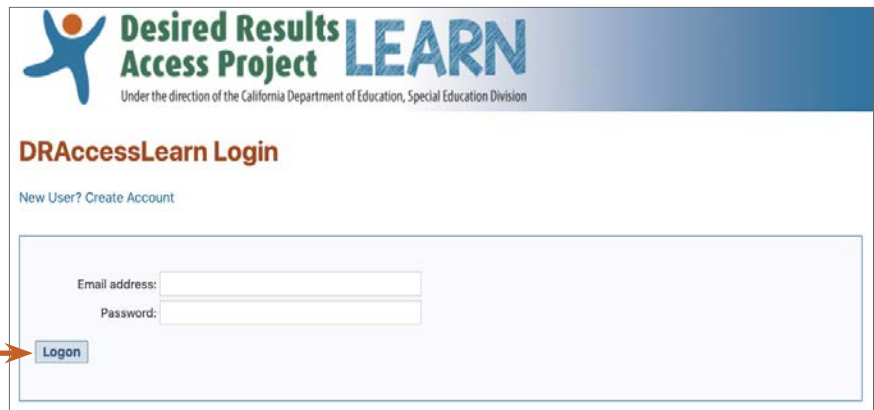 Desired Results
Access Project LEARN
Under the direction of the California Department of Education, Special Education Division
DRAccessLearn Login
New User? Create Account
Email address:
Password:
Logon